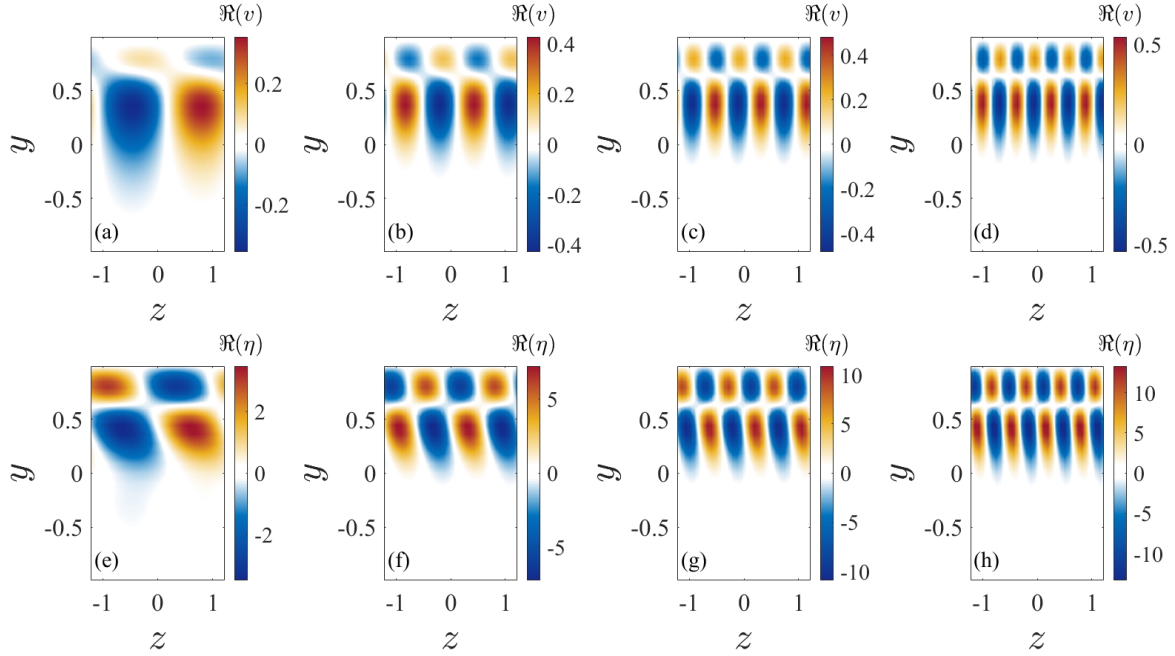 ℜ(v) ℜ(v) ℜ(v) ℜ(v)
0.4 0.4 0.5
0.5 0.5 0.5 0.5
0.2 0.2 0.2
y 0 0 y 0 0 y 0 0 y 0 0
-0.2 -0.2
-0.5 -0.2 -0.5 -0.5 -0.5
(a) (b) -0.4 (c) -0.4 (d) -0.5
-1 0 1 -1 0 1 -1 0 1 -1 0 1
z z z z
ℜ(η) ℜ(η) ℜ(η) ℜ(η)
10 10
0.5 2 0.5 5 0.5 5 0.5 5
y 0 0 y 0 0 y 0 0 y 0 0
-0.5 -2 -0.5 -5 -0.5 -5 -0.5 -5
(e) (f) (g) -10 (h) -10
-1 0 1 -1 0 1 -1 0 1 -1 0 1
z z z z